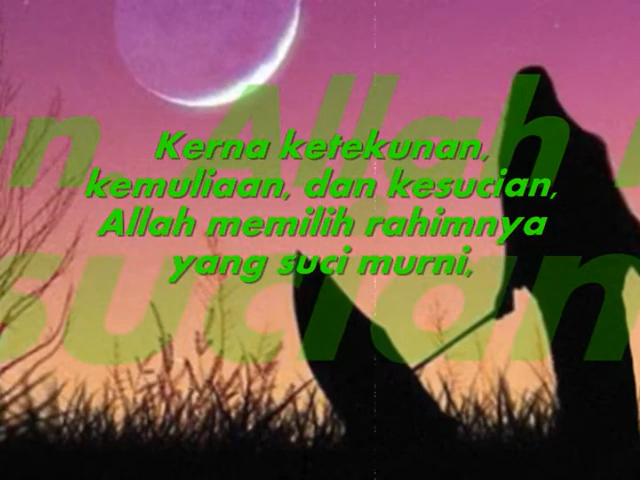 Kerna ketekunan,
kemuliaan, dan kesucian,
Allah memilih rahimnya
yang suci murni,